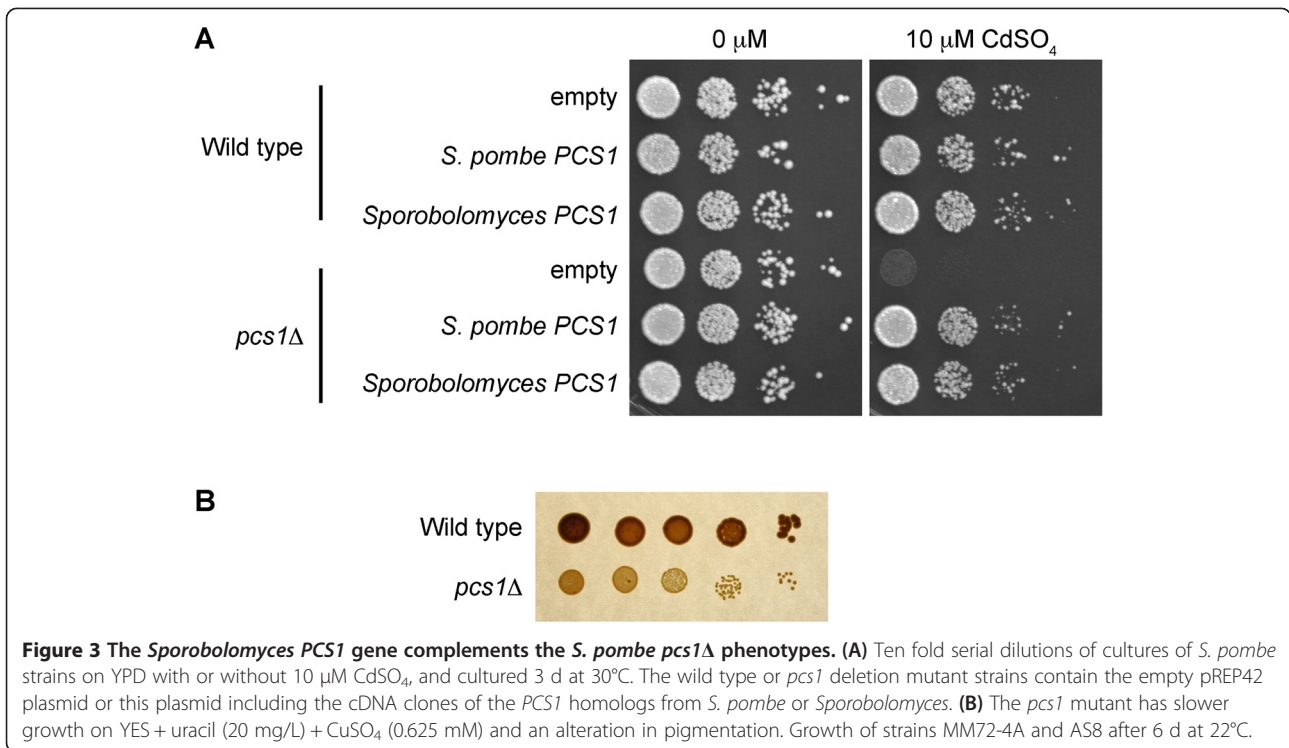 A
0 μM
10 μM CdSO₄
Wild type
empty
S. pombe PCS1
Sporobolomyces PCS1
pcs1Δ
empty
S. pombe PCS1
Sporobolomyces PCS1
B
Wild type
pcs1Δ
Figure 3 The Sporobolomyces PCS1 gene complements the S. pombe pcs1Δ phenotypes. (A) Ten fold serial dilutions of cultures of S. pombe
strains on YPD with or without 10 μM CdSO₄, and cultured 3 d at 30°C. The wild type or pcs1 deletion mutant strains contain the empty pREP42
plasmid or this plasmid including the cDNA clones of the PCS1 homologs from S. pombe or Sporobolomyces. (B) The pcs1 mutant has slower
growth on YES + uracil (20 mg/L) + CuSO₄ (0.625 mM) and an alteration in pigmentation. Growth of strains MM72-4A and AS8 after 6 d at 22°C.